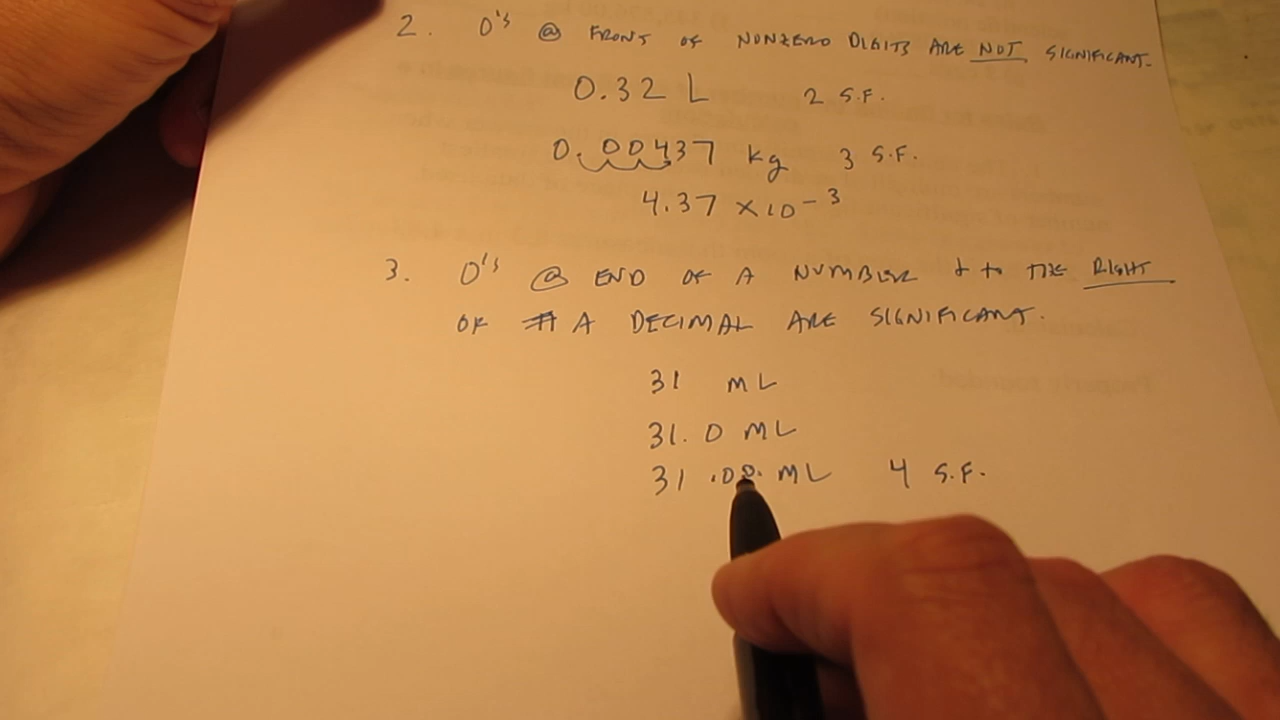 2. 0's @ FRONT OF NONZERO DIGITS ARE NOT SIGNIFICANT.
0.32 L 2 S.F.
0.00437 kg 3 S.F.
4.37 × 10⁻³
3. 0's @ END OF A NUMBER & to THE RIGHT
OF A DECIMAL ARE SIGNIFICANT.
31 mL
31.0 mL
31.00 mL 4 S.F.